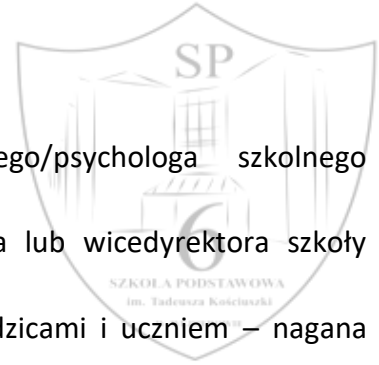 SP
ego/psychologa szkolnego
a lub wicedyrektora szkoły
6
SZKOŁA PODSTAWOWA
im. Tadeusza Kościuszki
dzicami i uczniem – nagana